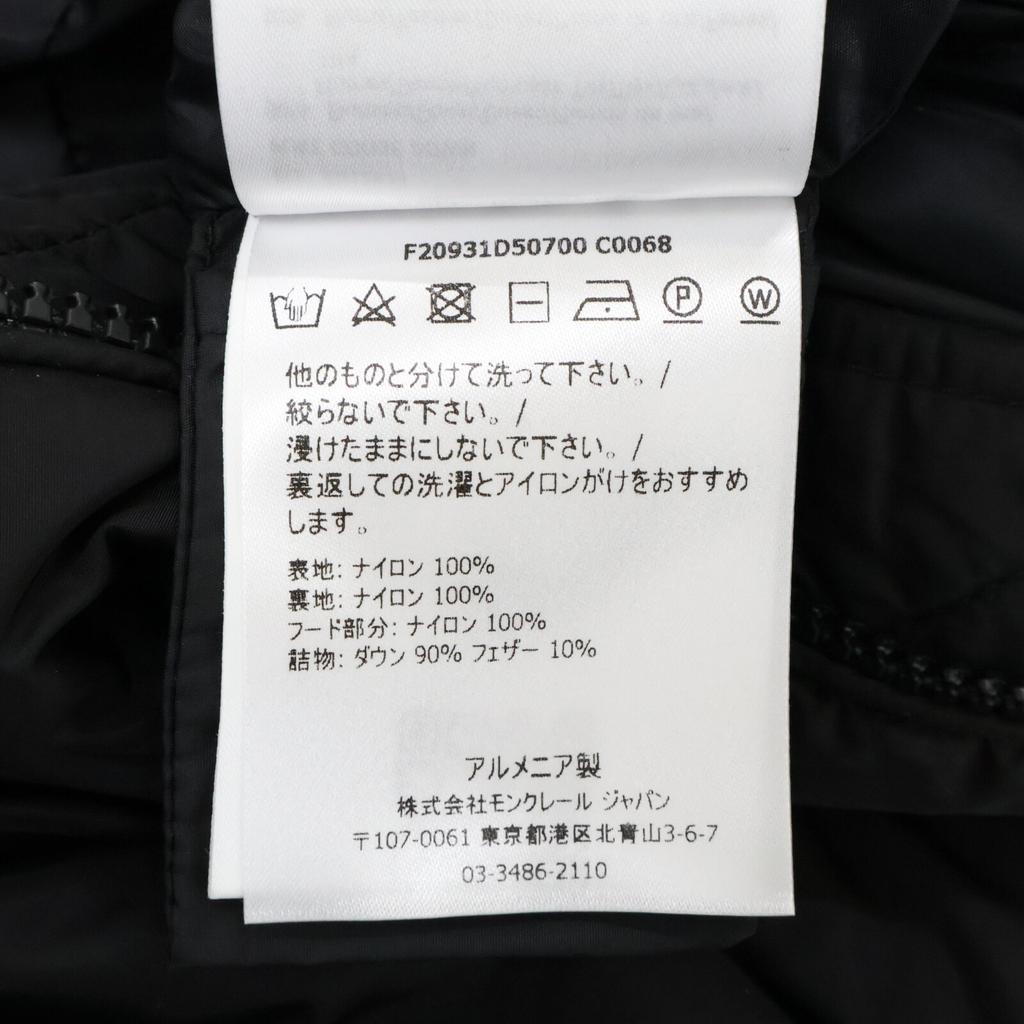 F20931D50700 C0068
P W
他のものと分けて洗って下さい。/
絞らないで下さい。/
浸けたままにしないで下さい。/
裏返しての洗濯とアイロンがけをおすすめ
します。
表地: ナイロン 100%
裏地: ナイロン 100%
フード部分: ナイロン 100%
詰物: ダウン 90% フェザー 10%
アルメニア製
株式会社モンクレール ジャパン
〒107-0061 東京都港区北青山3-6-7
03-3486-2110